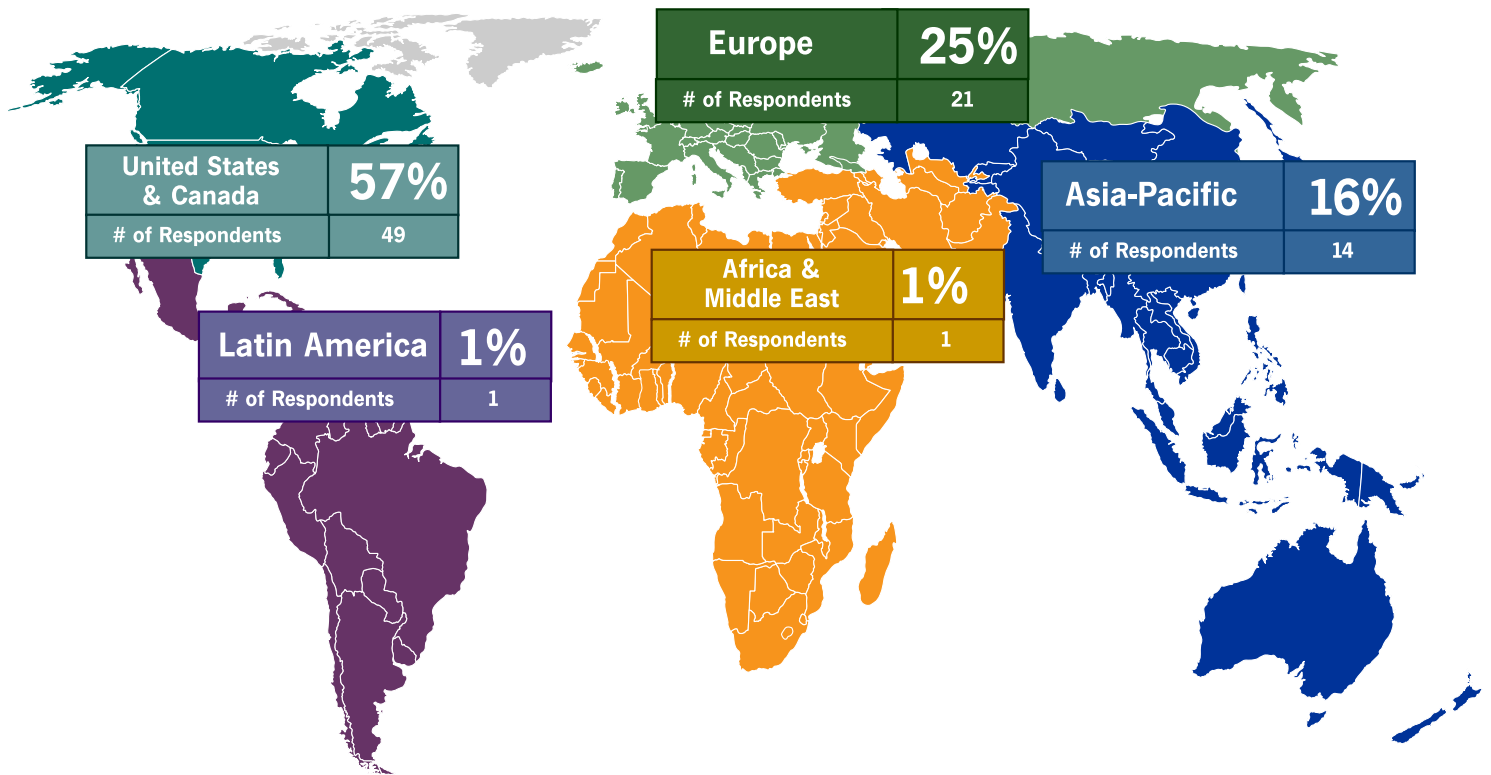 Europe 25%
# of Respondents 21
United States
& Canada 57%
# of Respondents 49
Asia-Pacific 16%
# of Respondents 14
Africa &
Middle East 1%
# of Respondents 1
Latin America 1%
# of Respondents 1